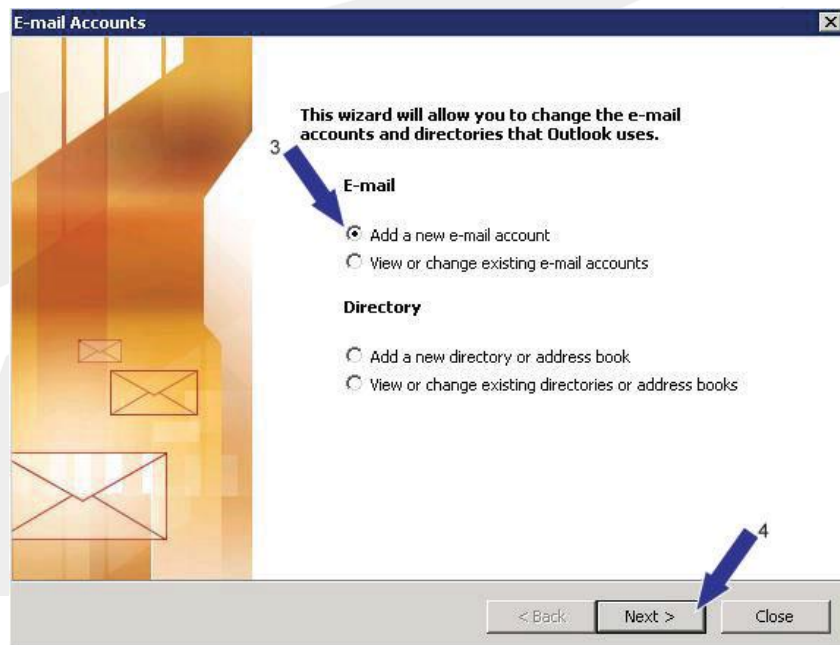 E-mail Accounts
This wizard will allow you to change the e-mail
accounts and directories that Outlook uses.
3
E-mail
Add a new e-mail account
View or change existing e-mail accounts
Directory
Add a new directory or address book
View or change existing directories or address books
4
< Back
Next >
Close